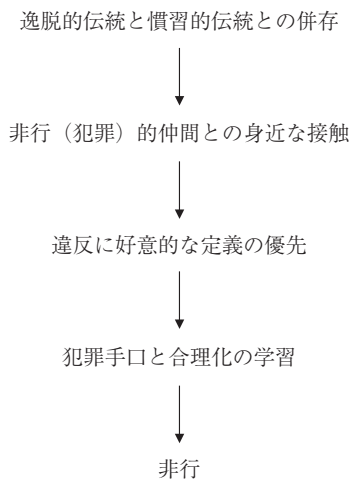 逸脱的伝統と慣習的伝統との併存
非行（犯罪）的仲間との身近な接触
違反に好意的な定義の優先
犯罪手口と合理化の学習
非行